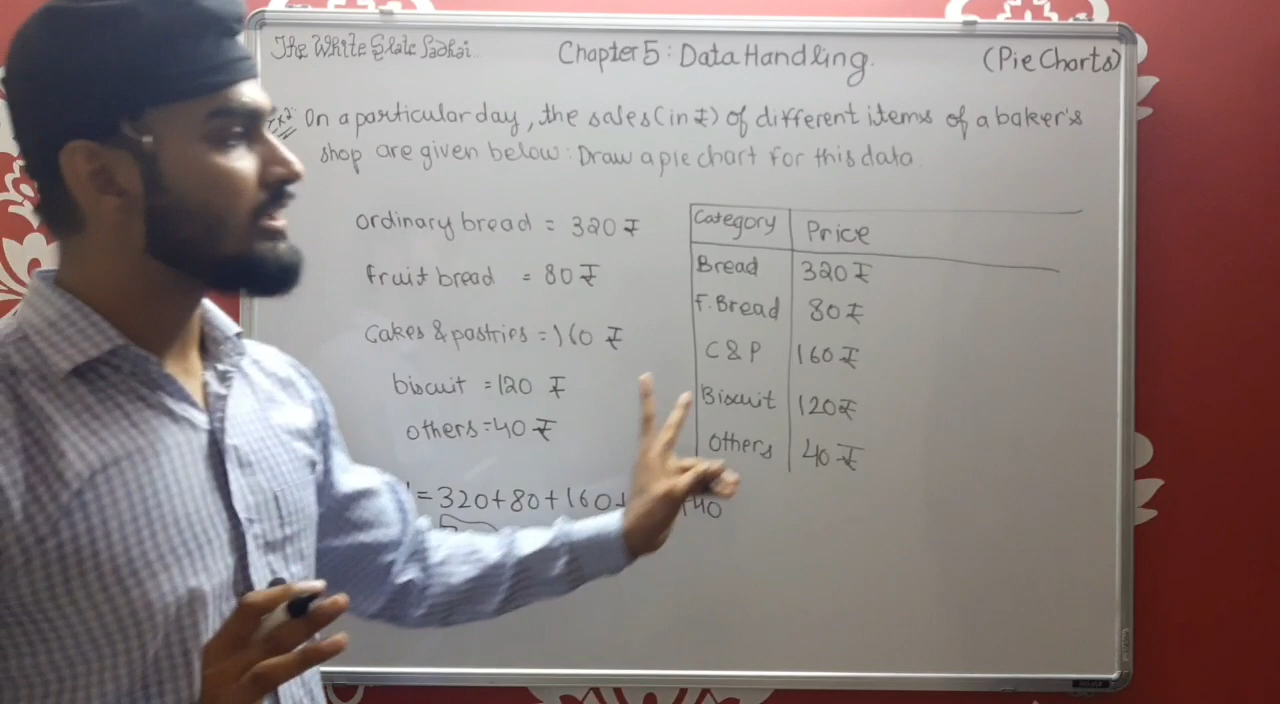 The White Slate Padhai
Chapter 5 : Data Handling
(Pie Charts)
Ex2: On a particular day, the sales (in ₹) of different items of a baker's
shop are given below: Draw a pie chart for this data.
ordinary bread = 320 ₹
fruit bread = 80 ₹
Cakes & pastries = 160 ₹
biscuit = 120 ₹
others = 40 ₹
= 320 + 80 + 160 + +40
Category Price
Bread 320 ₹
F. Bread 80 ₹
C & P 160 ₹
Biscuit 120 ₹
Others 40 ₹